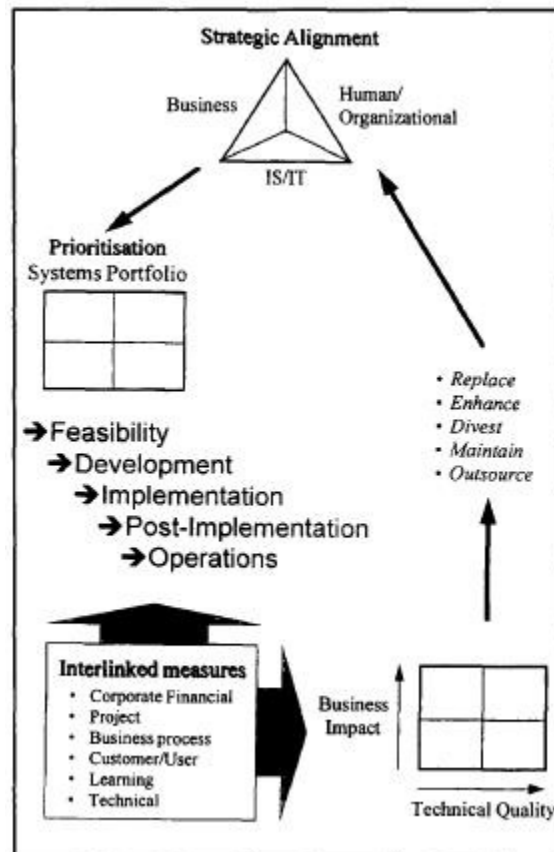 Strategic Alignment
Business
Human/
Organizational
IS/IT
Prioritisation
Systems Portfolio
• Replace
• Enhance
• Divest
• Maintain
• Outsource
➔Feasibility
➔Development
➔Implementation
➔Post-Implementation
➔Operations
Interlinked measures
• Corporate Financial
• Project
• Business process
• Customer/User
• Learning
• Technical
Business
Impact
Technical Quality